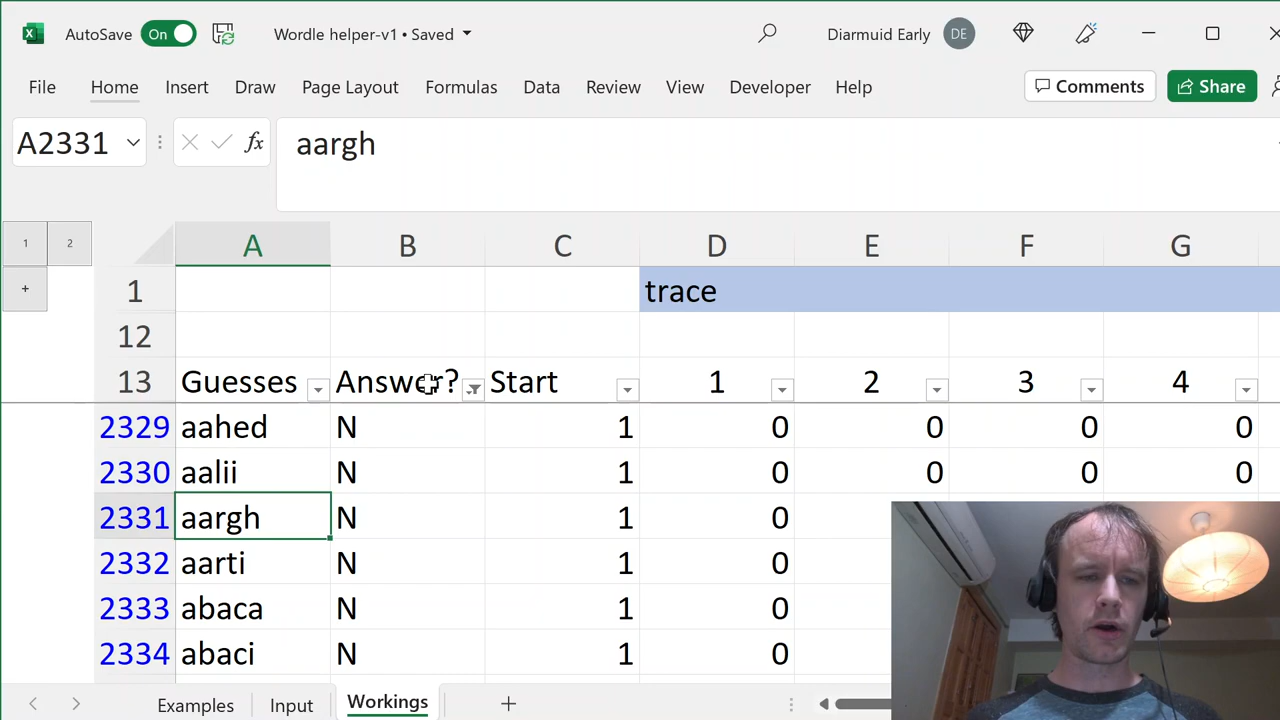 AutoSave On Wordle helper-v1 • Saved Diarmuid Early DE
File Home Insert Draw Page Layout Formulas Data Review View Developer Help Comments Share
A2331 fx aargh
1 2
A B C D E F G
+ 1 trace
12
13 Guesses Answer? Start 1 2 3 4
2329 aahed N 1 0 0 0 0
2330 aalii N 1 0 0 0 0
2331 aargh N 1 0
2332 aarti N 1 0
2333 abaca N 1 0
2334 abaci N 1 0
Examples Input Workings +